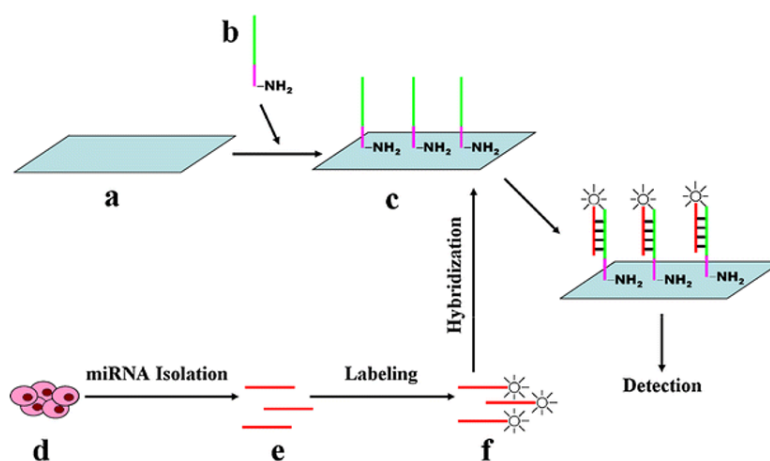 b
–NH₂
a
–NH₂ –NH₂ –NH₂
c
Hybridization
–NH₂ –NH₂ –NH₂
miRNA Isolation
Labeling
Detection
d
e
f